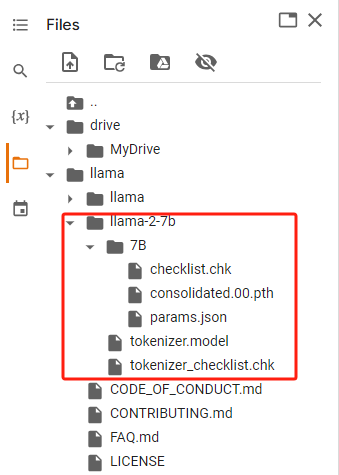 Files
{x}
..
drive
MyDrive
llama
llama
llama-2-7b
7B
checklist.chk
consolidated.00.pth
params.json
tokenizer.model
tokenizer_checklist.chk
CODE_OF_CONDUCT.md
CONTRIBUTING.md
FAQ.md
LICENSE